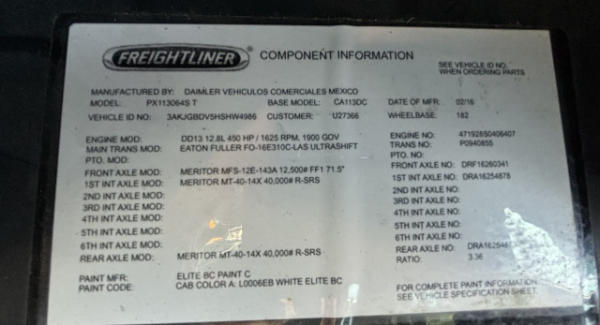 FREIGHTLINER COMPONENT INFORMATION
SEE VEHICLE ID NO.
WHEN ORDERING PARTS
MANUFACTURED BY: DAIMLER VEHICULOS COMERCIALES MEXICO
MODEL: PX113064S T BASE MODEL: CA113DC DATE OF MFR: 02/16
VEHICLE ID NO: 3AKJGBDV5HSHW4986 CUSTOMER: U27366 WHEELBASE: 182
ENGINE MOD: DD13 12.8L 450 HP / 1625 RPM, 1900 GOV ENGINE NO: 471928S0406407
MAIN TRANS MOD: EATON FULLER FO-16E310C-LAS ULTRASHIFT TRANS NO: P0940855
PTO. MOD: PTO. NO:
FRONT AXLE MOD: MERITOR MFS-12E-143A 12,500# FF1 71.5" FRONT AXLE NO: DRF16260341
1ST INT AXLE MOD: MERITOR MT-40-14X 40,000# R-SRS 1ST INT AXLE NO: DRA16254878
2ND INT AXLE MOD: 2ND INT AXLE NO:
3RD INT AXLE MOD: 3RD INT AXLE NO:
4TH INT AXLE MOD: 4TH INT AXLE NO:
5TH INT AXLE MOD: 5TH INT AXLE NO:
6TH INT AXLE MOD: 6TH INT AXLE NO:
REAR AXLE MOD: MERITOR MT-40-14X 40,000# R-SRS REAR AXLE NO:
RATIO: 3.36
PAINT MFR: ELITE BC PAINT C
PAINT CODE: CAB COLOR A: L0006EB WHITE ELITE BC
FOR COMPLETE PAINT INFORMATION
SEE VEHICLE SPECIFICATION SHEET.